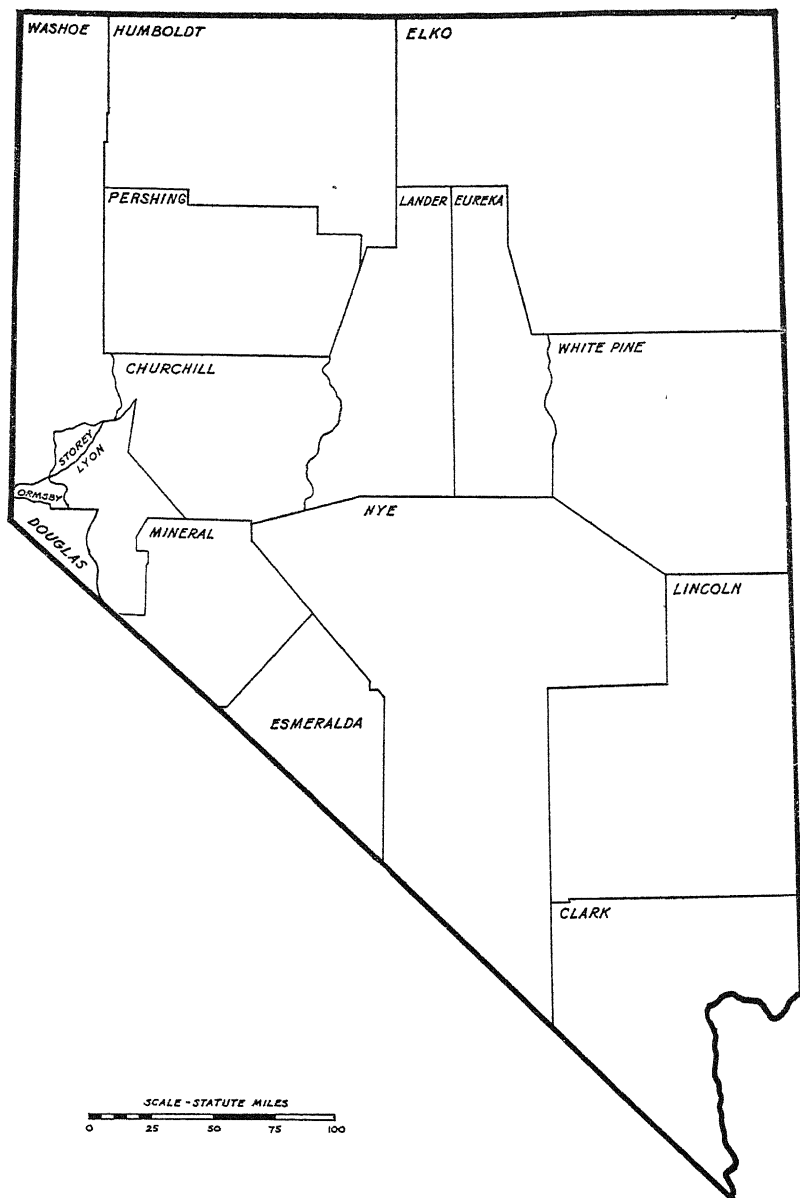 WASHOE
HUMBOLDT
ELKO
PERSHING
LANDER
EUREKA
WHITE PINE
CHURCHILL
STOREY
LYON
ORMSBY
DOUGLAS
MINERAL
NYE
LINCOLN
ESMERALDA
CLARK
SCALE - STATUTE MILES
0 25 50 75 100